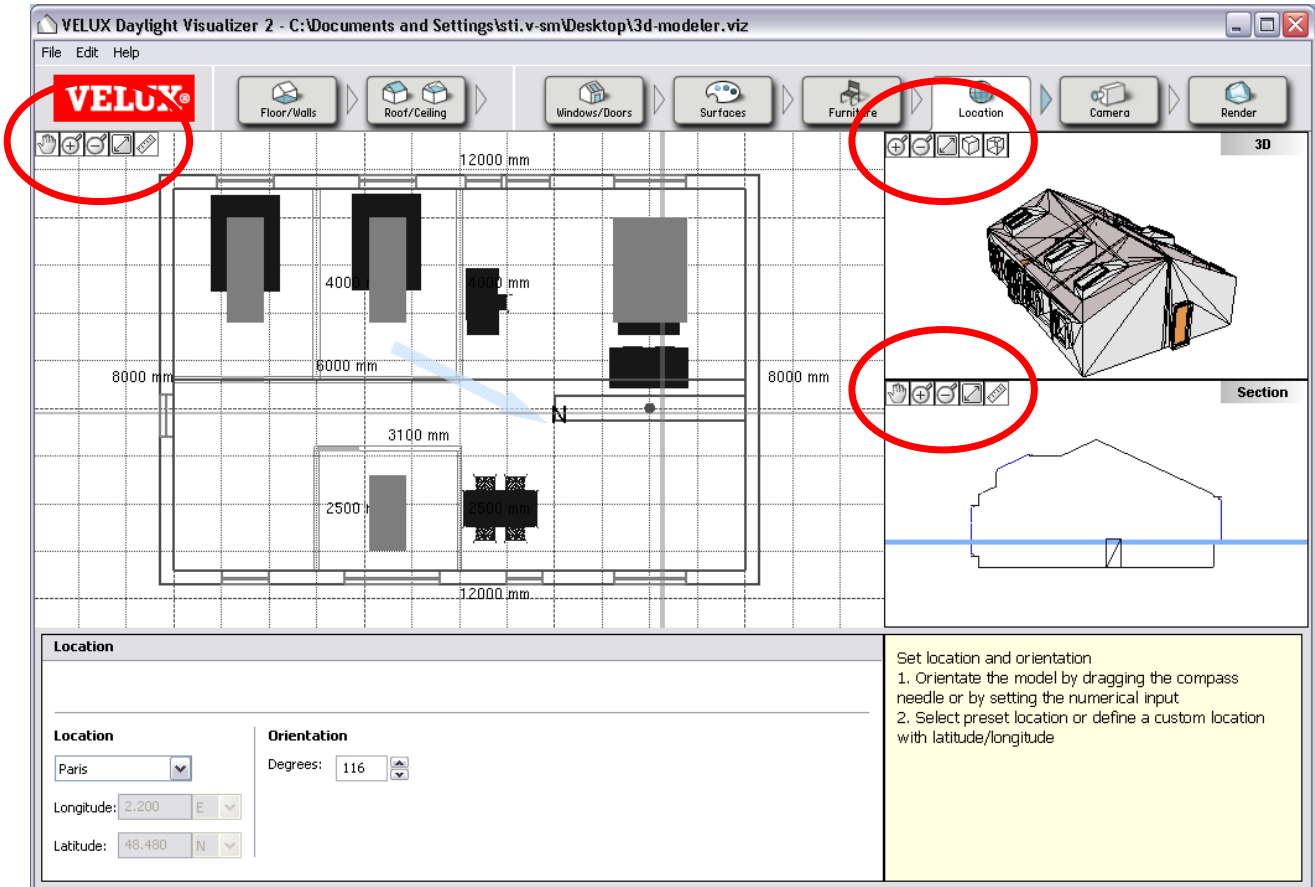 VELUX Daylight Visualizer 2 - C:\Documents and Settings\sti.v-sm\Desktop\3d-modeler.viz
File Edit Help
VELUX®
Floor/Walls
Roof/Ceiling
Windows/Doors
Surfaces
Furniture
Location
Camera
Render
3D
12000 mm
4000
4000 mm
6000 mm
8000 mm
8000 mm
N
3100 mm
2500
2500 mm
12000 mm
Section
Location
Location
Paris
Longitude: 2.200 E
Latitude: 48.480 N
Orientation
Degrees: 116
Set location and orientation
1. Orientate the model by dragging the compass
needle or by setting the numerical input
2. Select preset location or define a custom location
with latitude/longitude